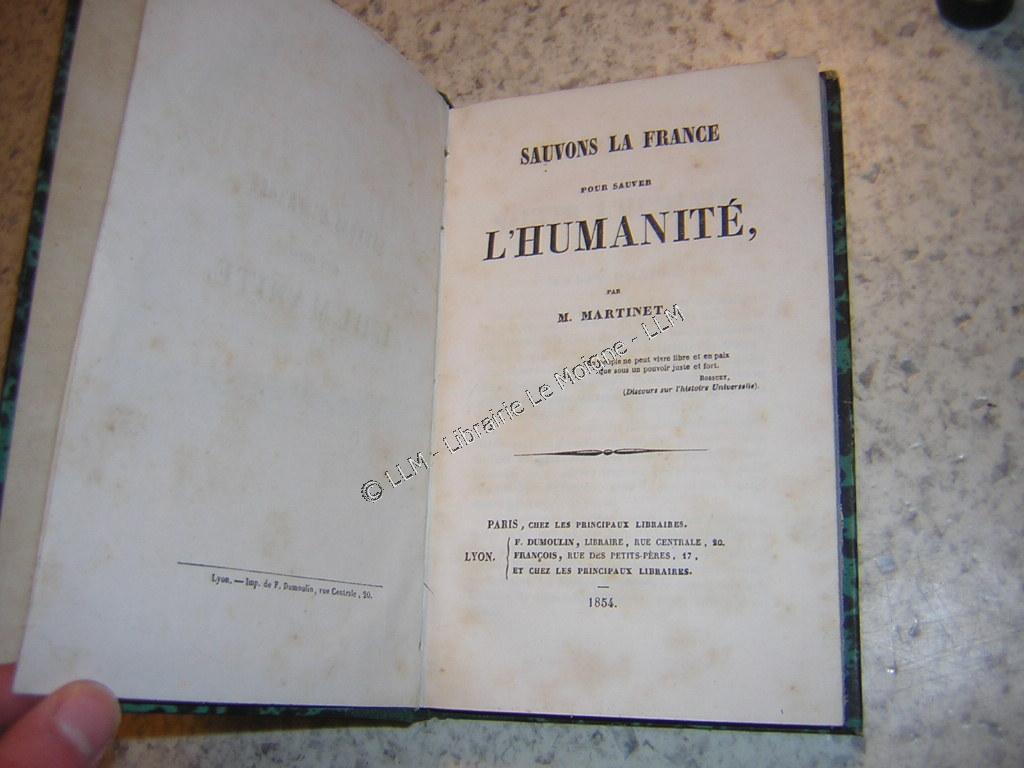 Lyon. — Imp. de F. Dumoulin, rue Centrale, 20.
SAUVONS LA FRANCE
POUR SAUVER
L'HUMANITÉ,
PAR
M. MARTINET.
peuple ne peut vivre libre et en paix
que sous un pouvoir juste et fort.
BOSSUET,
(Discours sur l'histoire Universelle).
PARIS, CHEZ LES PRINCIPAUX LIBRAIRES.
LYON.
F. DUMOULIN, LIBRAIRE, RUE CENTRALE, 20.
FRANÇOIS, RUE DES PETITS-PÈRES, 17,
ET CHEZ LES PRINCIPAUX LIBRAIRES.
1854.
© LLM - Librairie Le Moigne - LLM